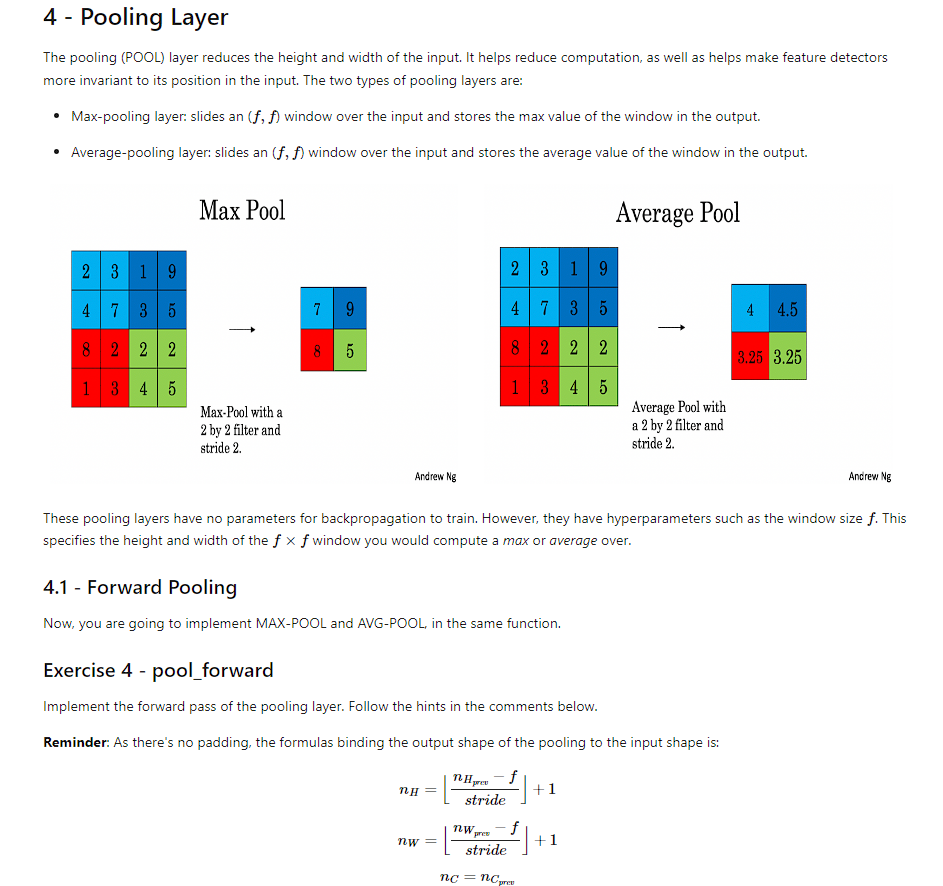 4 - Pooling Layer
The pooling (POOL) layer reduces the height and width of the input. It helps reduce computation, as well as helps make feature detectors
more invariant to its position in the input. The two types of pooling layers are:
• Max-pooling layer: slides an (f, f) window over the input and stores the max value of the window in the output.
• Average-pooling layer: slides an (f, f) window over the input and stores the average value of the window in the output.
Max Pool
2 3 1 9
4 7 3 5
8 2 2 2
1 3 4 5
7 9
8 5
Max-Pool with a
2 by 2 filter and
stride 2.
Andrew Ng
Average Pool
2 3 1 9
4 7 3 5
8 2 2 2
1 3 4 5
4 4.5
3.25 3.25
Average Pool with
a 2 by 2 filter and
stride 2.
Andrew Ng
These pooling layers have no parameters for backpropagation to train. However, they have hyperparameters such as the window size f. This
specifies the height and width of the f × f window you would compute a max or average over.
4.1 - Forward Pooling
Now, you are going to implement MAX-POOL and AVG-POOL, in the same function.
Exercise 4 - pool_forward
Implement the forward pass of the pooling layer. Follow the hints in the comments below.
Reminder: As there's no padding, the formulas binding the output shape of the pooling to the input shape is:
n_H = ⌊(n_{H_{prev}} − f) / stride⌋ + 1
n_W = ⌊(n_{W_{prev}} − f) / stride⌋ + 1
n_C = n_{C_{prev}}